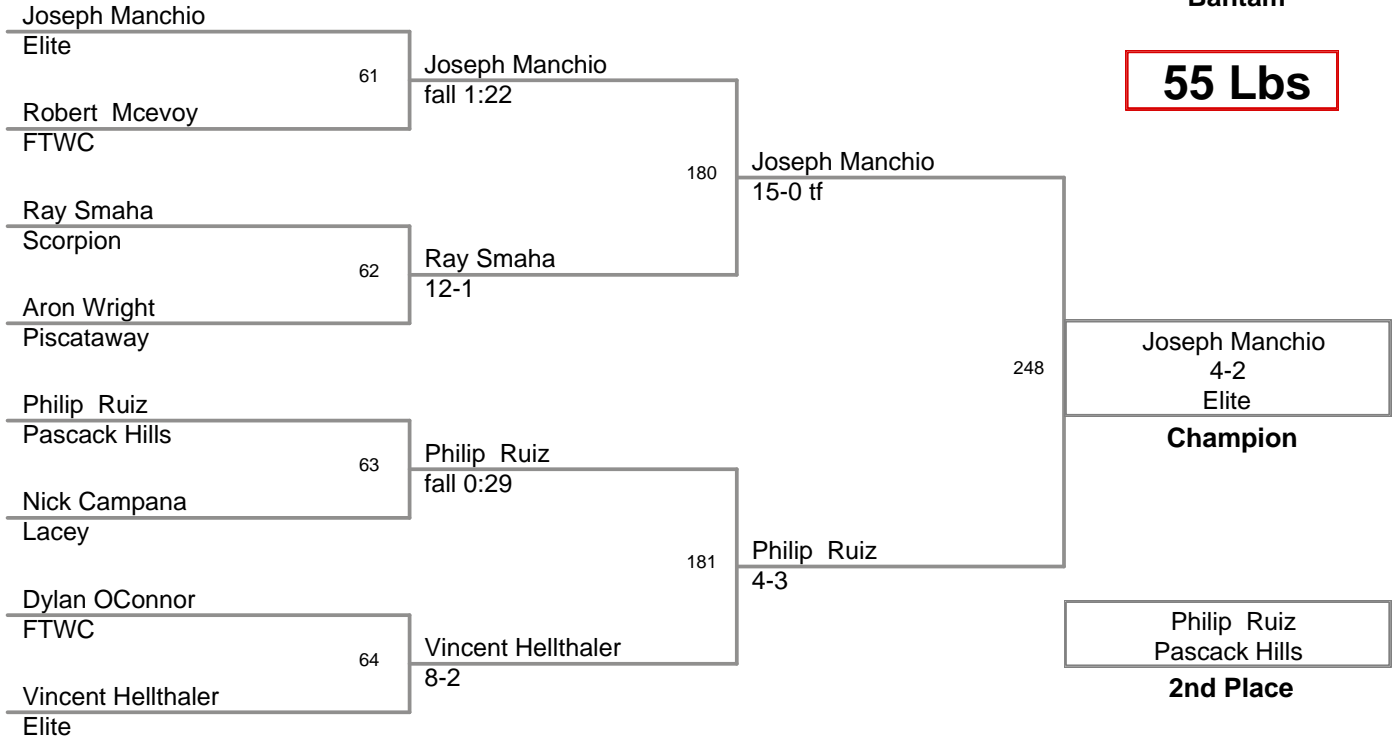 Bantam
55 Lbs
Joseph Manchio
Elite
61
Robert Mcevoy
FTWC
Joseph Manchio
fall 1:22
Ray Smaha
Scorpion
62
Aron Wright
Piscataway
Ray Smaha
12-1
180
Joseph Manchio
15-0 tf
Philip Ruiz
Pascack Hills
63
Nick Campana
Lacey
Philip Ruiz
fall 0:29
Dylan OConnor
FTWC
64
Vincent Hellthaler
Elite
Vincent Hellthaler
8-2
181
Philip Ruiz
4-3
248
Joseph Manchio
4-2
Elite
Champion
Philip Ruiz
Pascack Hills
2nd Place